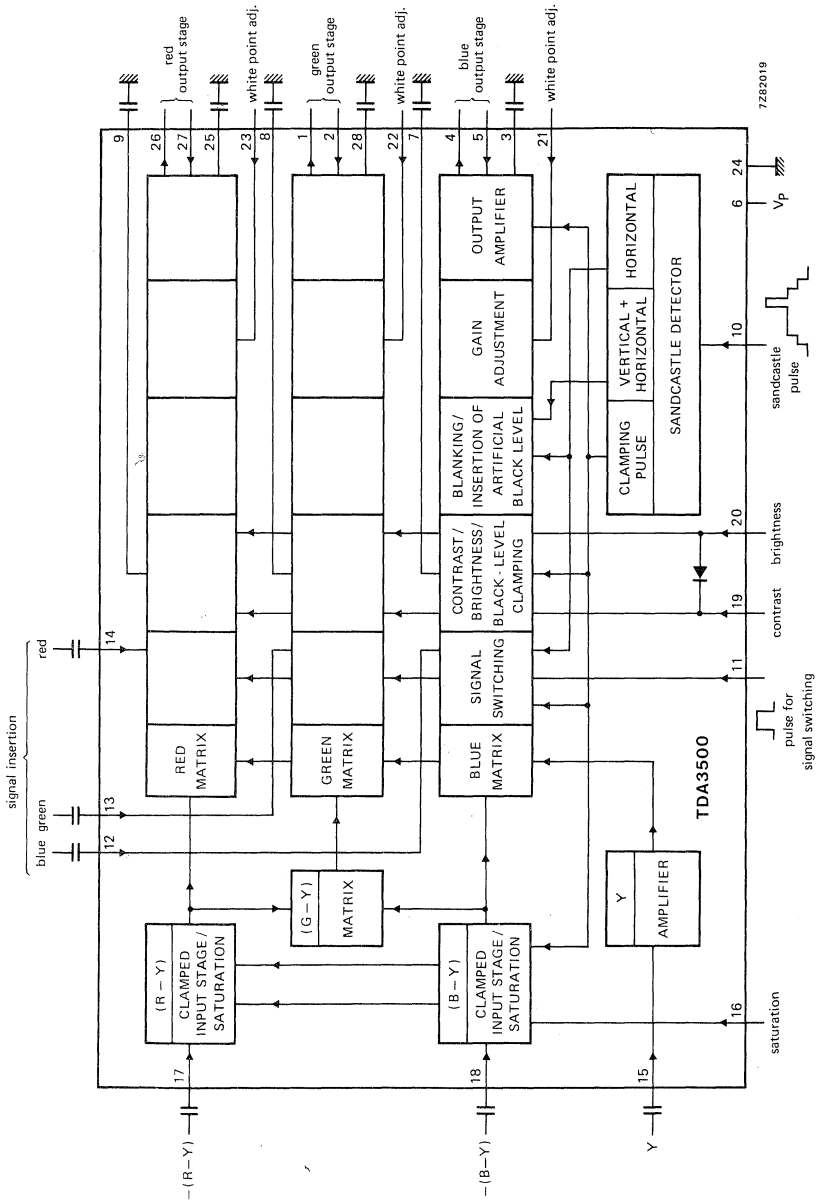 signal insertion
blue green
red
12
13
14
9
26
27
25
23
8
1
2
28
22
7
4
5
3
21
red
output stage
white point adj.
green
output stage
white point adj.
blue
output stage
white point adj.
–(R–Y)
17
(R–Y)
CLAMPED
INPUT STAGE/
SATURATION
RED
MATRIX
(G–Y)
MATRIX
GREEN
MATRIX
–(B–Y)
18
(B–Y)
CLAMPED
INPUT STAGE/
SATURATION
BLUE
MATRIX
SIGNAL
SWITCHING
CONTRAST/
BRIGHTNESS/
BLACK-LEVEL
CLAMPING
BLANKING/
INSERTION OF
ARTIFICIAL
BLACK LEVEL
GAIN
ADJUSTMENT
OUTPUT
AMPLIFIER
Y
15
Y
AMPLIFIER
CLAMPING
PULSE
VERTICAL +
HORIZONTAL
HORIZONTAL
SANDCASTLE DETECTOR
TDA3500
16
saturation
11
pulse for
signal switching
19
contrast
20
brightness
10
sandcastle
pulse
6
VP
24
7Z82019